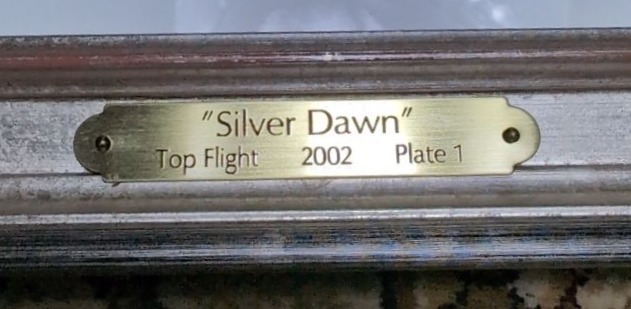 "Silver Dawn"
Top Flight 2002 Plate 1